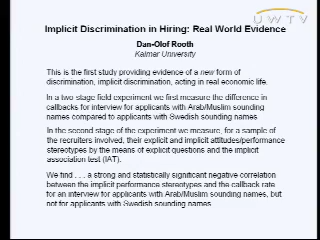 UWTV
Implicit Discrimination in Hiring: Real World Evidence
Dan-Olof Rooth
Kalmar University
This is the first study providing evidence of a new form of
discrimination, implicit discrimination, acting in real economic life.
In a two-stage field experiment we first measure the difference in
callbacks for interview for applicants with Arab/Muslim sounding
names compared to applicants with Swedish sounding names
In the second stage of the experiment we measure, for a sample of
the recruiters involved, their explicit and implicit attitudes/performance
stereotypes by the means of explicit questions and the implicit
association test (IAT).
We find . . . a strong and statistically significant negative correlation
between the implicit performance stereotypes and the callback rate
for an interview for applicants with Arab/Muslim sounding names, but
not for applicants with Swedish sounding names